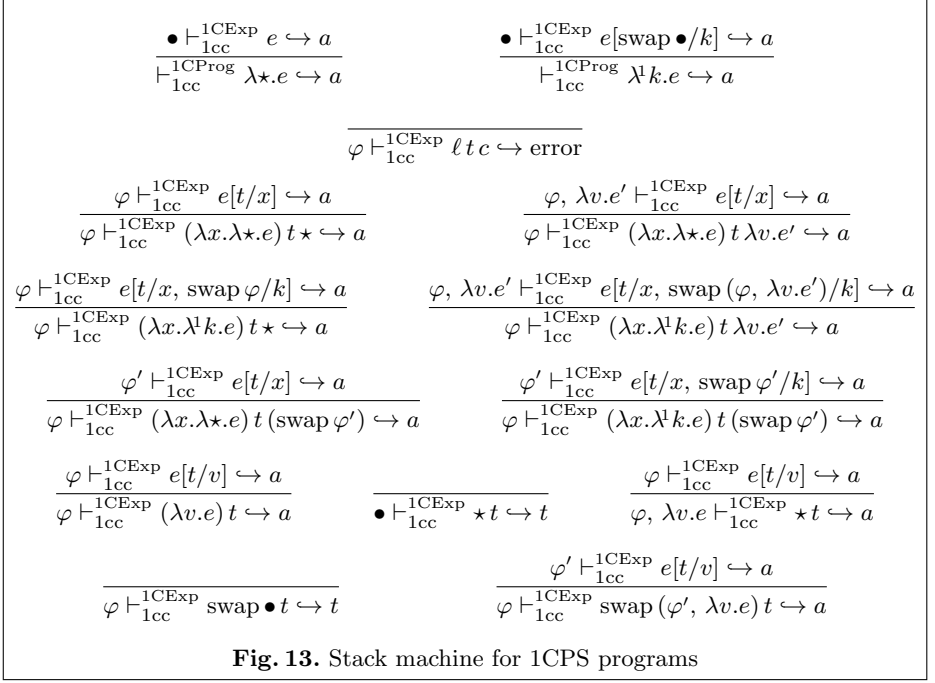 • ⊢₁cc^1CExp e ↪ a      • ⊢₁cc^1CExp e[swap •/k] ↪ a
⊢₁cc^1CProg λ⋆.e ↪ a      ⊢₁cc^1CProg λ¹k.e ↪ a
φ ⊢₁cc^1CExp ℓ t c ↪ error
φ ⊢₁cc^1CExp e[t/x] ↪ a      φ, λv.e′ ⊢₁cc^1CExp e[t/x] ↪ a
φ ⊢₁cc^1CExp (λx.λ⋆.e) t ⋆ ↪ a      φ ⊢₁cc^1CExp (λx.λ⋆.e) t λv.e′ ↪ a
φ ⊢₁cc^1CExp e[t/x, swap φ/k] ↪ a      φ, λv.e′ ⊢₁cc^1CExp e[t/x, swap (φ, λv.e′)/k] ↪ a
φ ⊢₁cc^1CExp (λx.λ¹k.e) t ⋆ ↪ a      φ ⊢₁cc^1CExp (λx.λ¹k.e) t λv.e′ ↪ a
φ′ ⊢₁cc^1CExp e[t/x] ↪ a      φ′ ⊢₁cc^1CExp e[t/x, swap φ′/k] ↪ a
φ ⊢₁cc^1CExp (λx.λ⋆.e) t (swap φ′) ↪ a      φ ⊢₁cc^1CExp (λx.λ¹k.e) t (swap φ′) ↪ a
φ ⊢₁cc^1CExp e[t/v] ↪ a      φ ⊢₁cc^1CExp e[t/v] ↪ a
φ ⊢₁cc^1CExp (λv.e) t ↪ a      • ⊢₁cc^1CExp ⋆ t ↪ t      φ, λv.e ⊢₁cc^1CExp ⋆ t ↪ a
φ′ ⊢₁cc^1CExp e[t/v] ↪ a
φ ⊢₁cc^1CExp swap • t ↪ t      φ ⊢₁cc^1CExp swap (φ′, λv.e) t ↪ a
Fig. 13. Stack machine for 1CPS programs